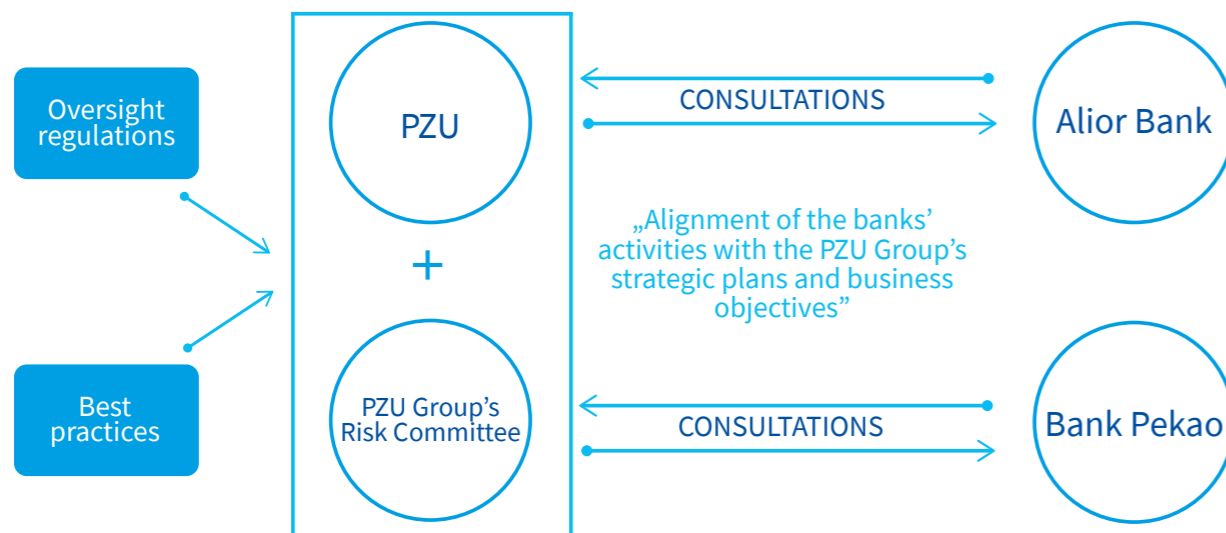 Oversight
regulations
Best
practices
PZU
+
PZU Group's
Risk Committee
CONSULTATIONS
„Alignment of the banks’
activities with the PZU Group’s
strategic plans and business
objectives”
CONSULTATIONS
Alior Bank
Bank Pekao